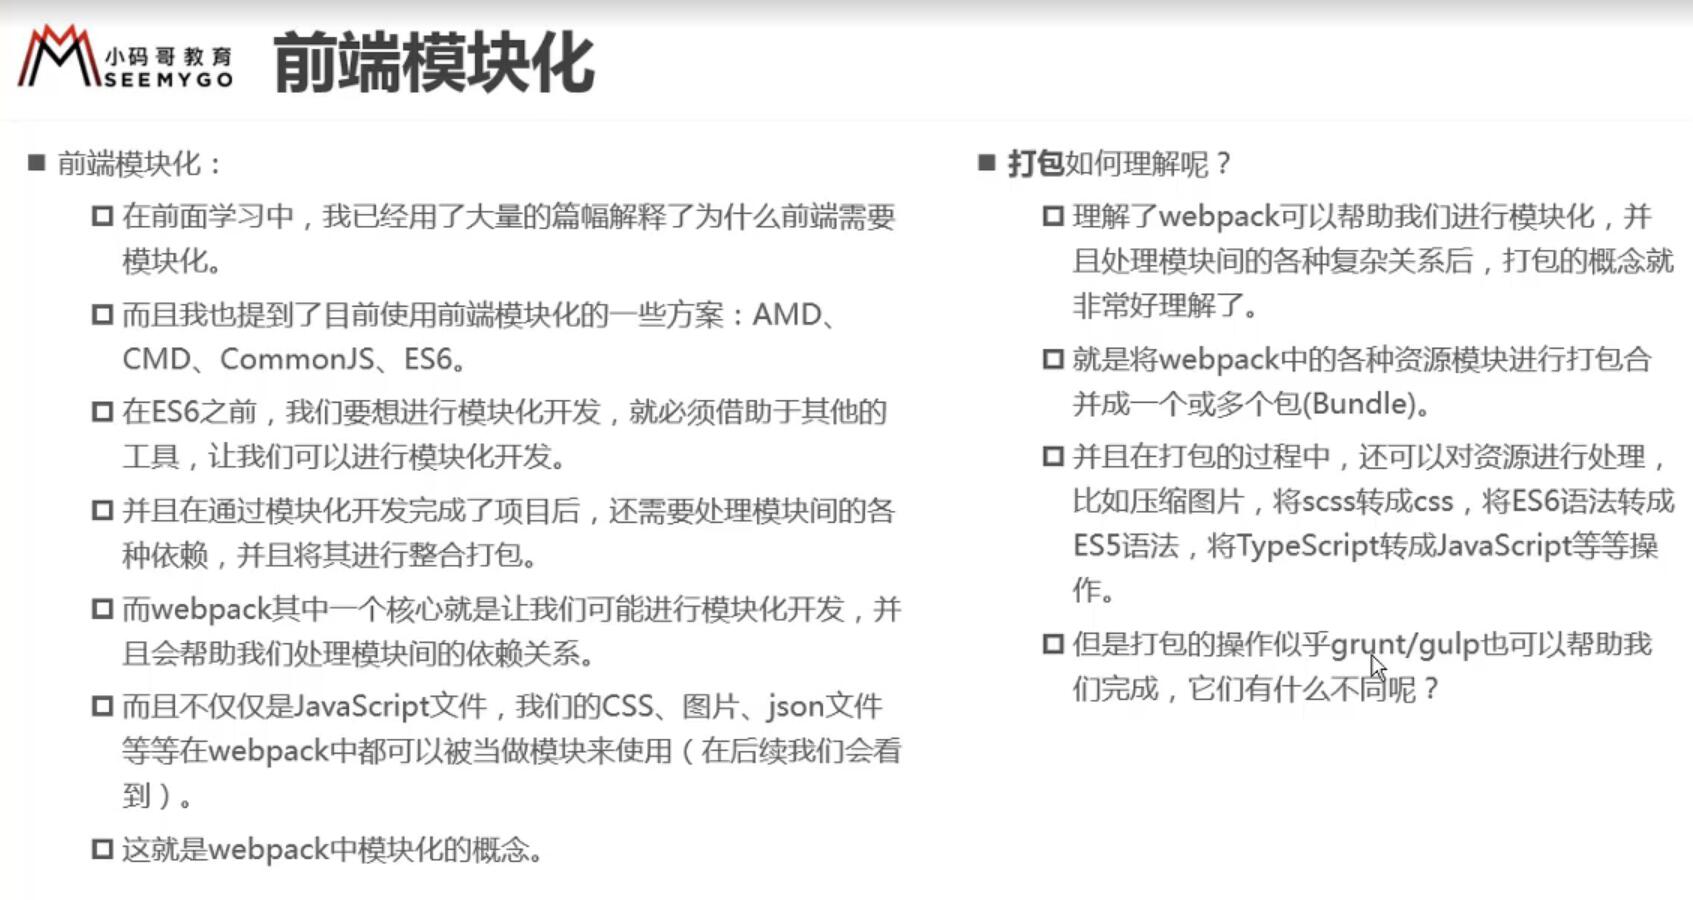 小码哥教育
SEEMYGO
前端模块化
前端模块化：
在前面学习中，我已经用了大量的篇幅解释了为什么前端需要
模块化。
而且我也提到了目前使用前端模块化的一些方案：AMD、
CMD、CommonJS、ES6。
在ES6之前，我们要想进行模块化开发，就必须借助于其他的
工具，让我们可以进行模块化开发。
并且在通过模块化开发完成了项目后，还需要处理模块间的各
种依赖，并且将其进行整合打包。
而webpack其中一个核心就是让我们可能进行模块化开发，并
且会帮助我们处理模块间的依赖关系。
而且不仅仅是JavaScript文件，我们的CSS、图片、json文件
等等在webpack中都可以被当做模块来使用（在后续我们会看
到）。
这就是webpack中模块化的概念。
打包如何理解呢？
理解了webpack可以帮助我们进行模块化，并
且处理模块间的各种复杂关系后，打包的概念就
非常好理解了。
就是将webpack中的各种资源模块进行打包合
并成一个或多个包(Bundle)。
并且在打包的过程中，还可以对资源进行处理，
比如压缩图片，将scss转成css，将ES6语法转成
ES5语法，将TypeScript转成JavaScript等等操
作。
但是打包的操作似乎grunt/gulp也可以帮助我
们完成，它们有什么不同呢？